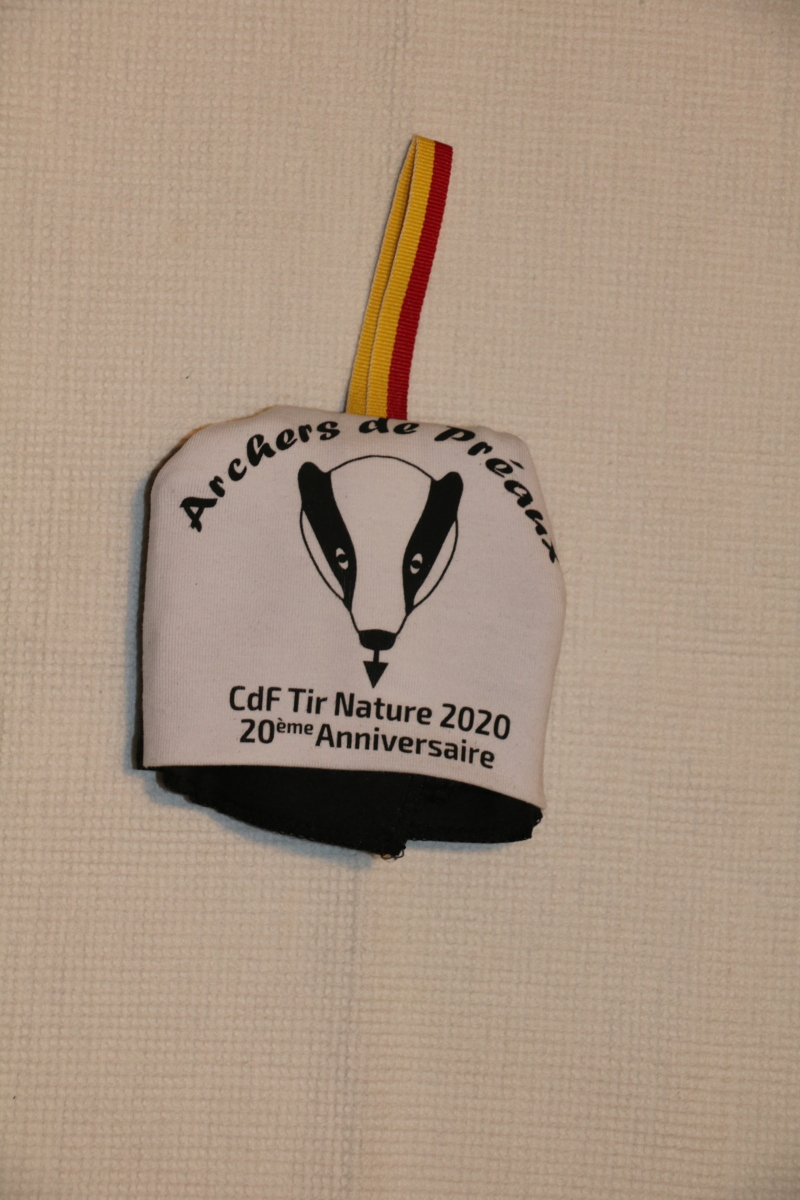 Archers de Préaux
CdF Tir Nature 2020
20ème Anniversaire